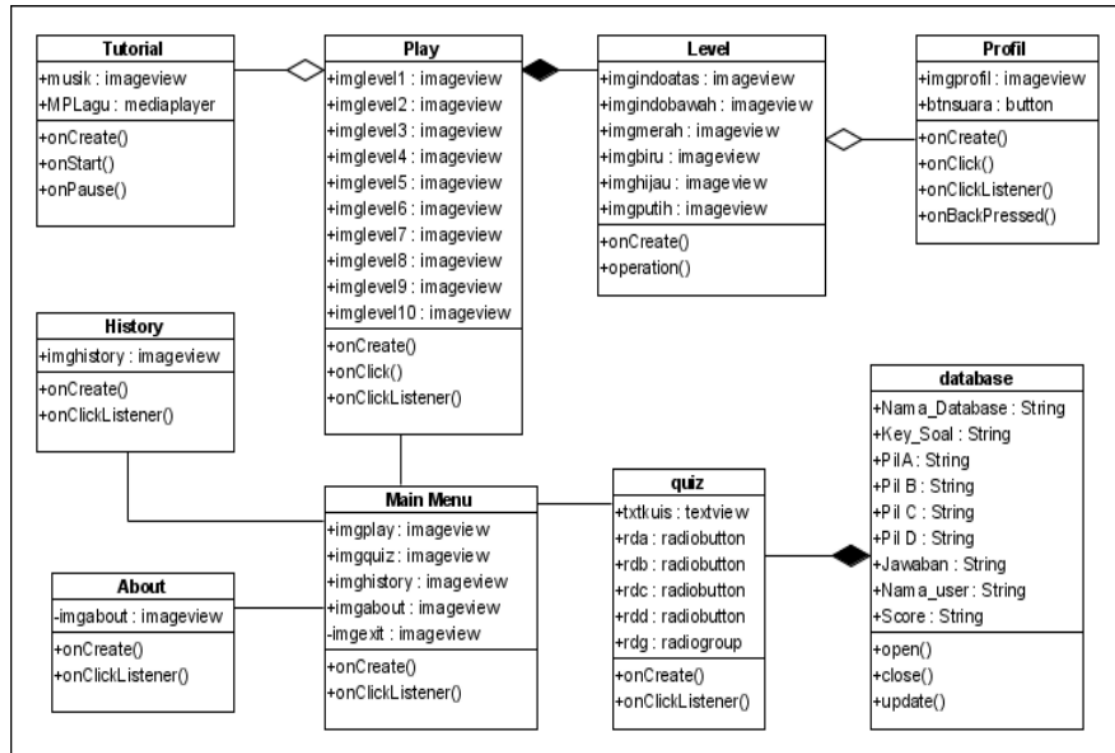 Tutorial
+musik : imageview
+MPLagu : mediaplayer
+onCreate()
+onStart()
+onPause()
Play
+imglevel1 : imageview
+imglevel2 : imageview
+imglevel3 : imageview
+imglevel4 : imageview
+imglevel5 : imageview
+imglevel6 : imageview
+imglevel7 : imageview
+imglevel8 : imageview
+imglevel9 : imageview
+imglevel10 : imageview
+onCreate()
+onClick()
+onClickListener()
Level
+imgindoatas : imageview
+imgindobawah : imageview
+imgmerah : imageview
+imgbiru : imageview
+imghijau : imageview
+imgputih : imageview
+onCreate()
+operation()
Profil
+imgprofil : imageview
+btnsuara : button
+onCreate()
+onClick()
+onClickListener()
+onBackPressed()
History
+imghistory : imageview
+onCreate()
+onClickListener()
About
-imgabout : imageview
+onCreate()
+onClickListener()
Main Menu
+imgplay : imageview
+imgquiz : imageview
+imghistory : imageview
+imgabout : imageview
-imgexit : imageview
+onCreate()
+onClickListener()
quiz
+txtkuis : textview
+rda : radiobutton
+rdb : radiobutton
+rdc : radiobutton
+rdd : radiobutton
+rdg : radiogroup
+onCreate()
+onClickListener()
database
+Nama_Database : String
+Key_Soal : String
+PilA : String
+Pil B : String
+Pil C : String
+Pil D : String
+Jawaban : String
+Nama_user : String
+Score : String
+open()
+close()
+update()